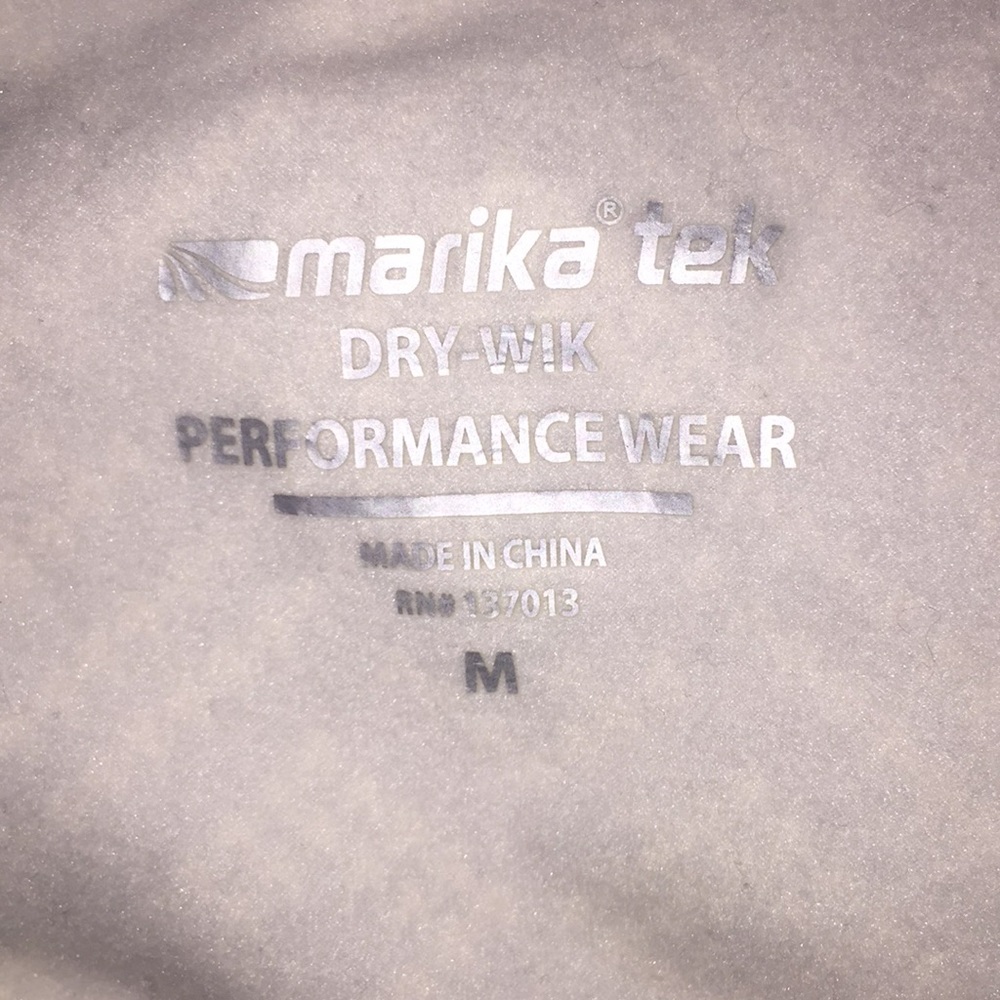 marika® tek
DRY-WIK
PERFORMANCE WEAR
MADE IN CHINA
RN# 137013
M